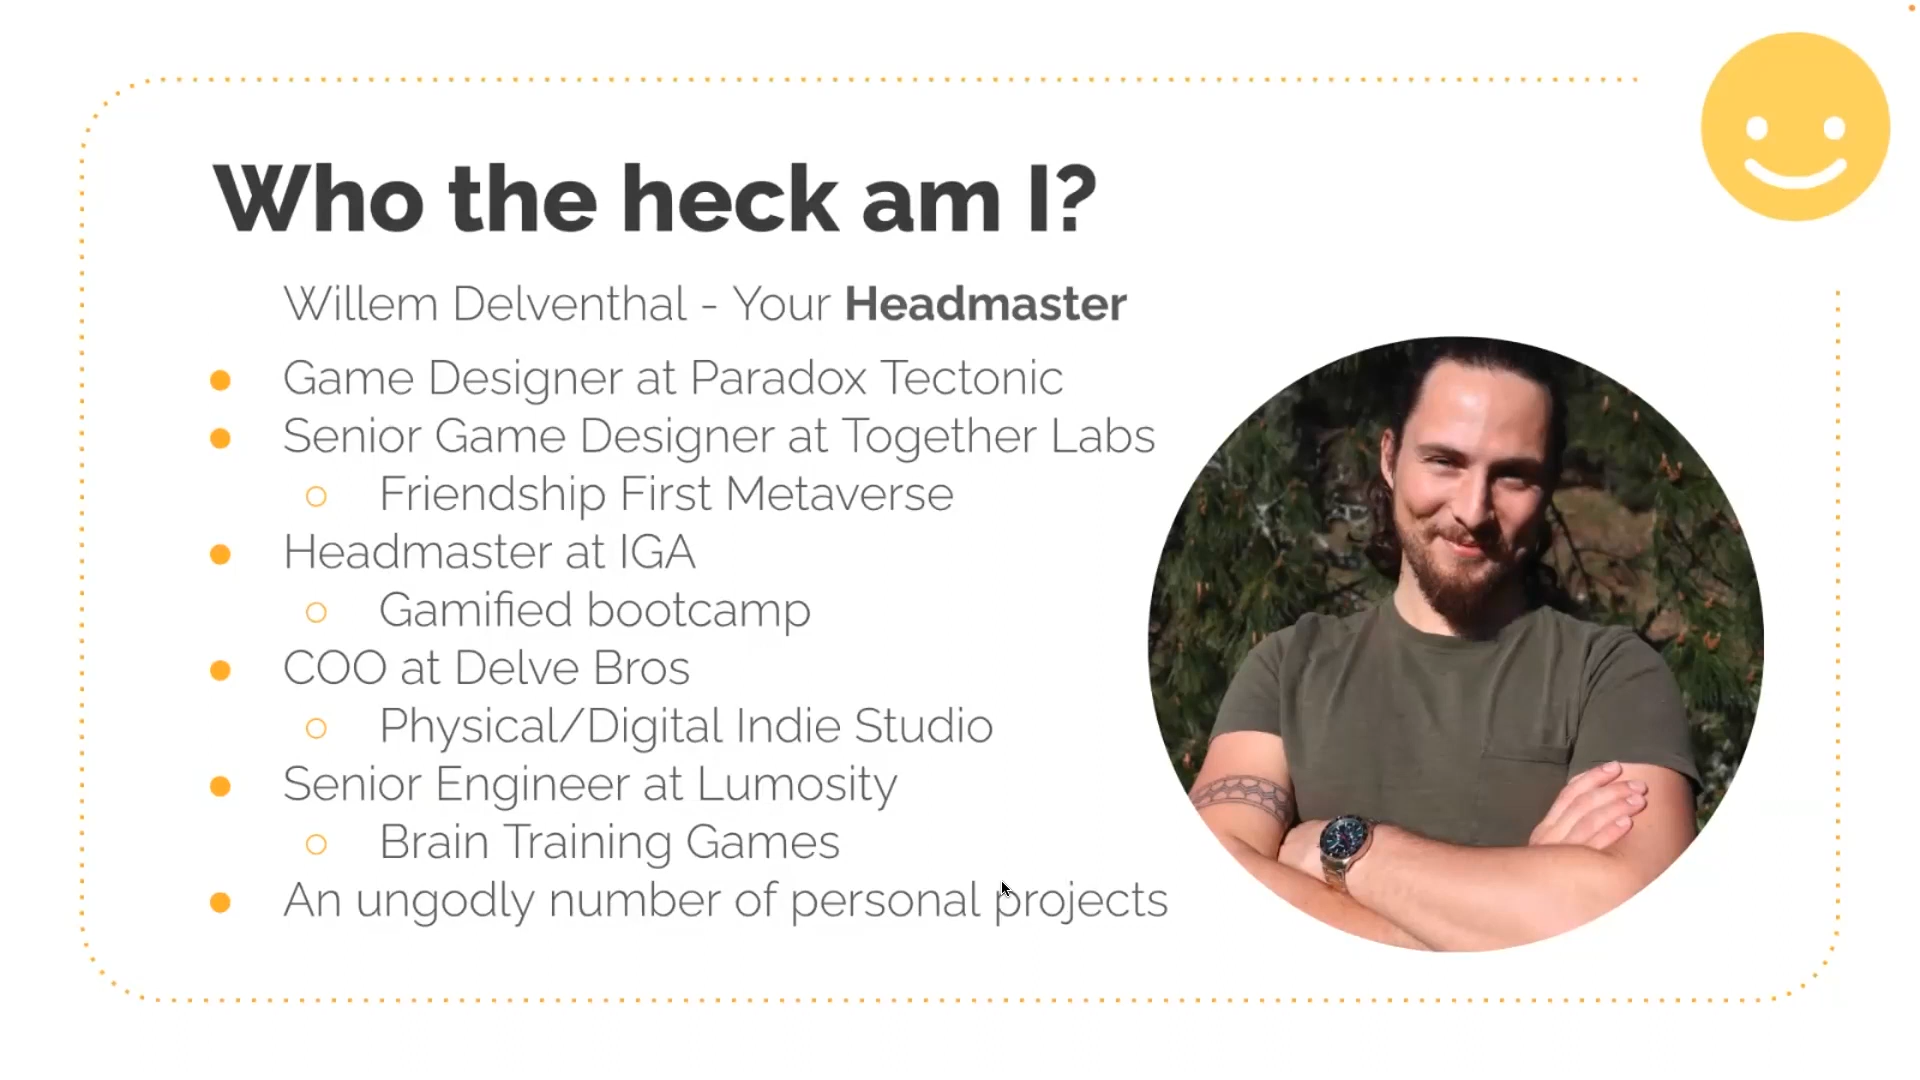 Who the heck am I?
Willem Delventhal - Your Headmaster
Game Designer at Paradox Tectonic
Senior Game Designer at Together Labs
Friendship First Metaverse
Headmaster at IGA
Gamified bootcamp
COO at Delve Bros
Physical/Digital Indie Studio
Senior Engineer at Lumosity
Brain Training Games
An ungodly number of personal projects